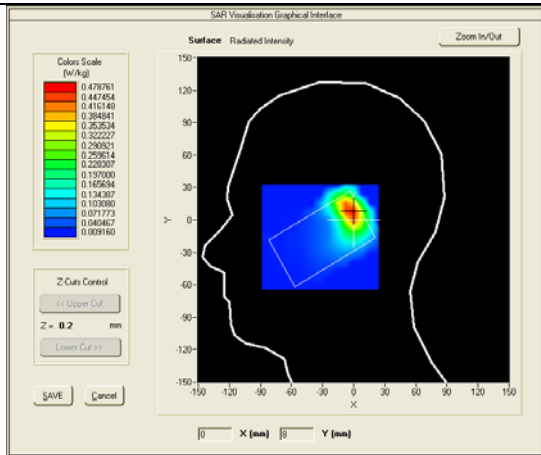 SAR Visualisation Graphical Interface
Surface Radiated Intensity
Zoom In/Out
Colors Scale
(W/kg)
0.478761
0.447454
0.416148
0.384841
0.353534
0.322227
0.290921
0.259614
0.228307
0.197000
0.165694
0.134387
0.103080
0.071773
0.040467
0.009160
Z Cuts Control
<< Upper Cut
Z = 0.2 mm
Lower Cut >>
SAVE Cancel
150
120
90
60
30
0
-30
-60
-90
-120
-150
Y
-150 -120 -90 -60 -30 0 30 60 90 120 150
X
0 X (mm) 8 Y (mm)